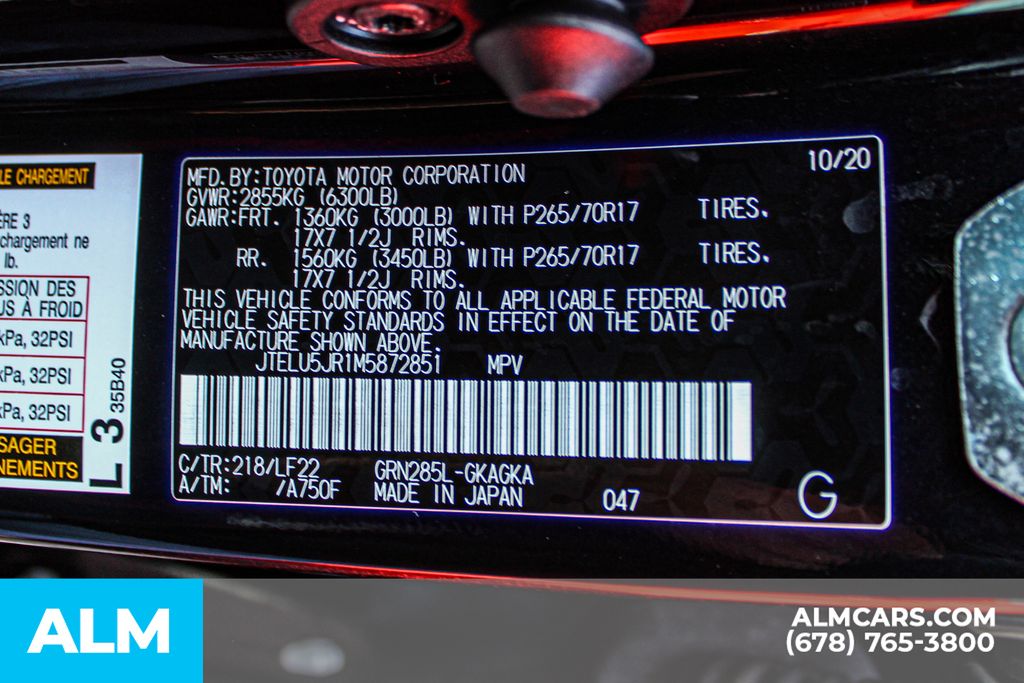 LE CHARGEMENT
ÈRE 3
chargement ne
lb.
SSION DES
US À FROID
kPa, 32PSI
kPa, 32PSI
kPa, 32PSI
SAGER
NEMENTS
L 3
35B40
10/20
MFD. BY:TOYOTA MOTOR CORPORATION
GVWR:2855KG (6300LB)
GAWR:FRT. 1360KG (3000LB) WITH P265/70R17 TIRES.
17X7 1/2J RIMS.
RR. 1560KG (3450LB) WITH P265/70R17 TIRES.
17X7 1/2J RIMS.
THIS VEHICLE CONFORMS TO ALL APPLICABLE FEDERAL MOTOR
VEHICLE SAFETY STANDARDS IN EFFECT ON THE DATE OF
MANUFACTURE SHOWN ABOVE.
JTELU5JR1M5872851 MPV
C/TR:218/LF22 GRN285L-GKAGKA
A/TM: /A750F MADE IN JAPAN 047
G
ALM
ALMCARS.COM
(678) 765-3800